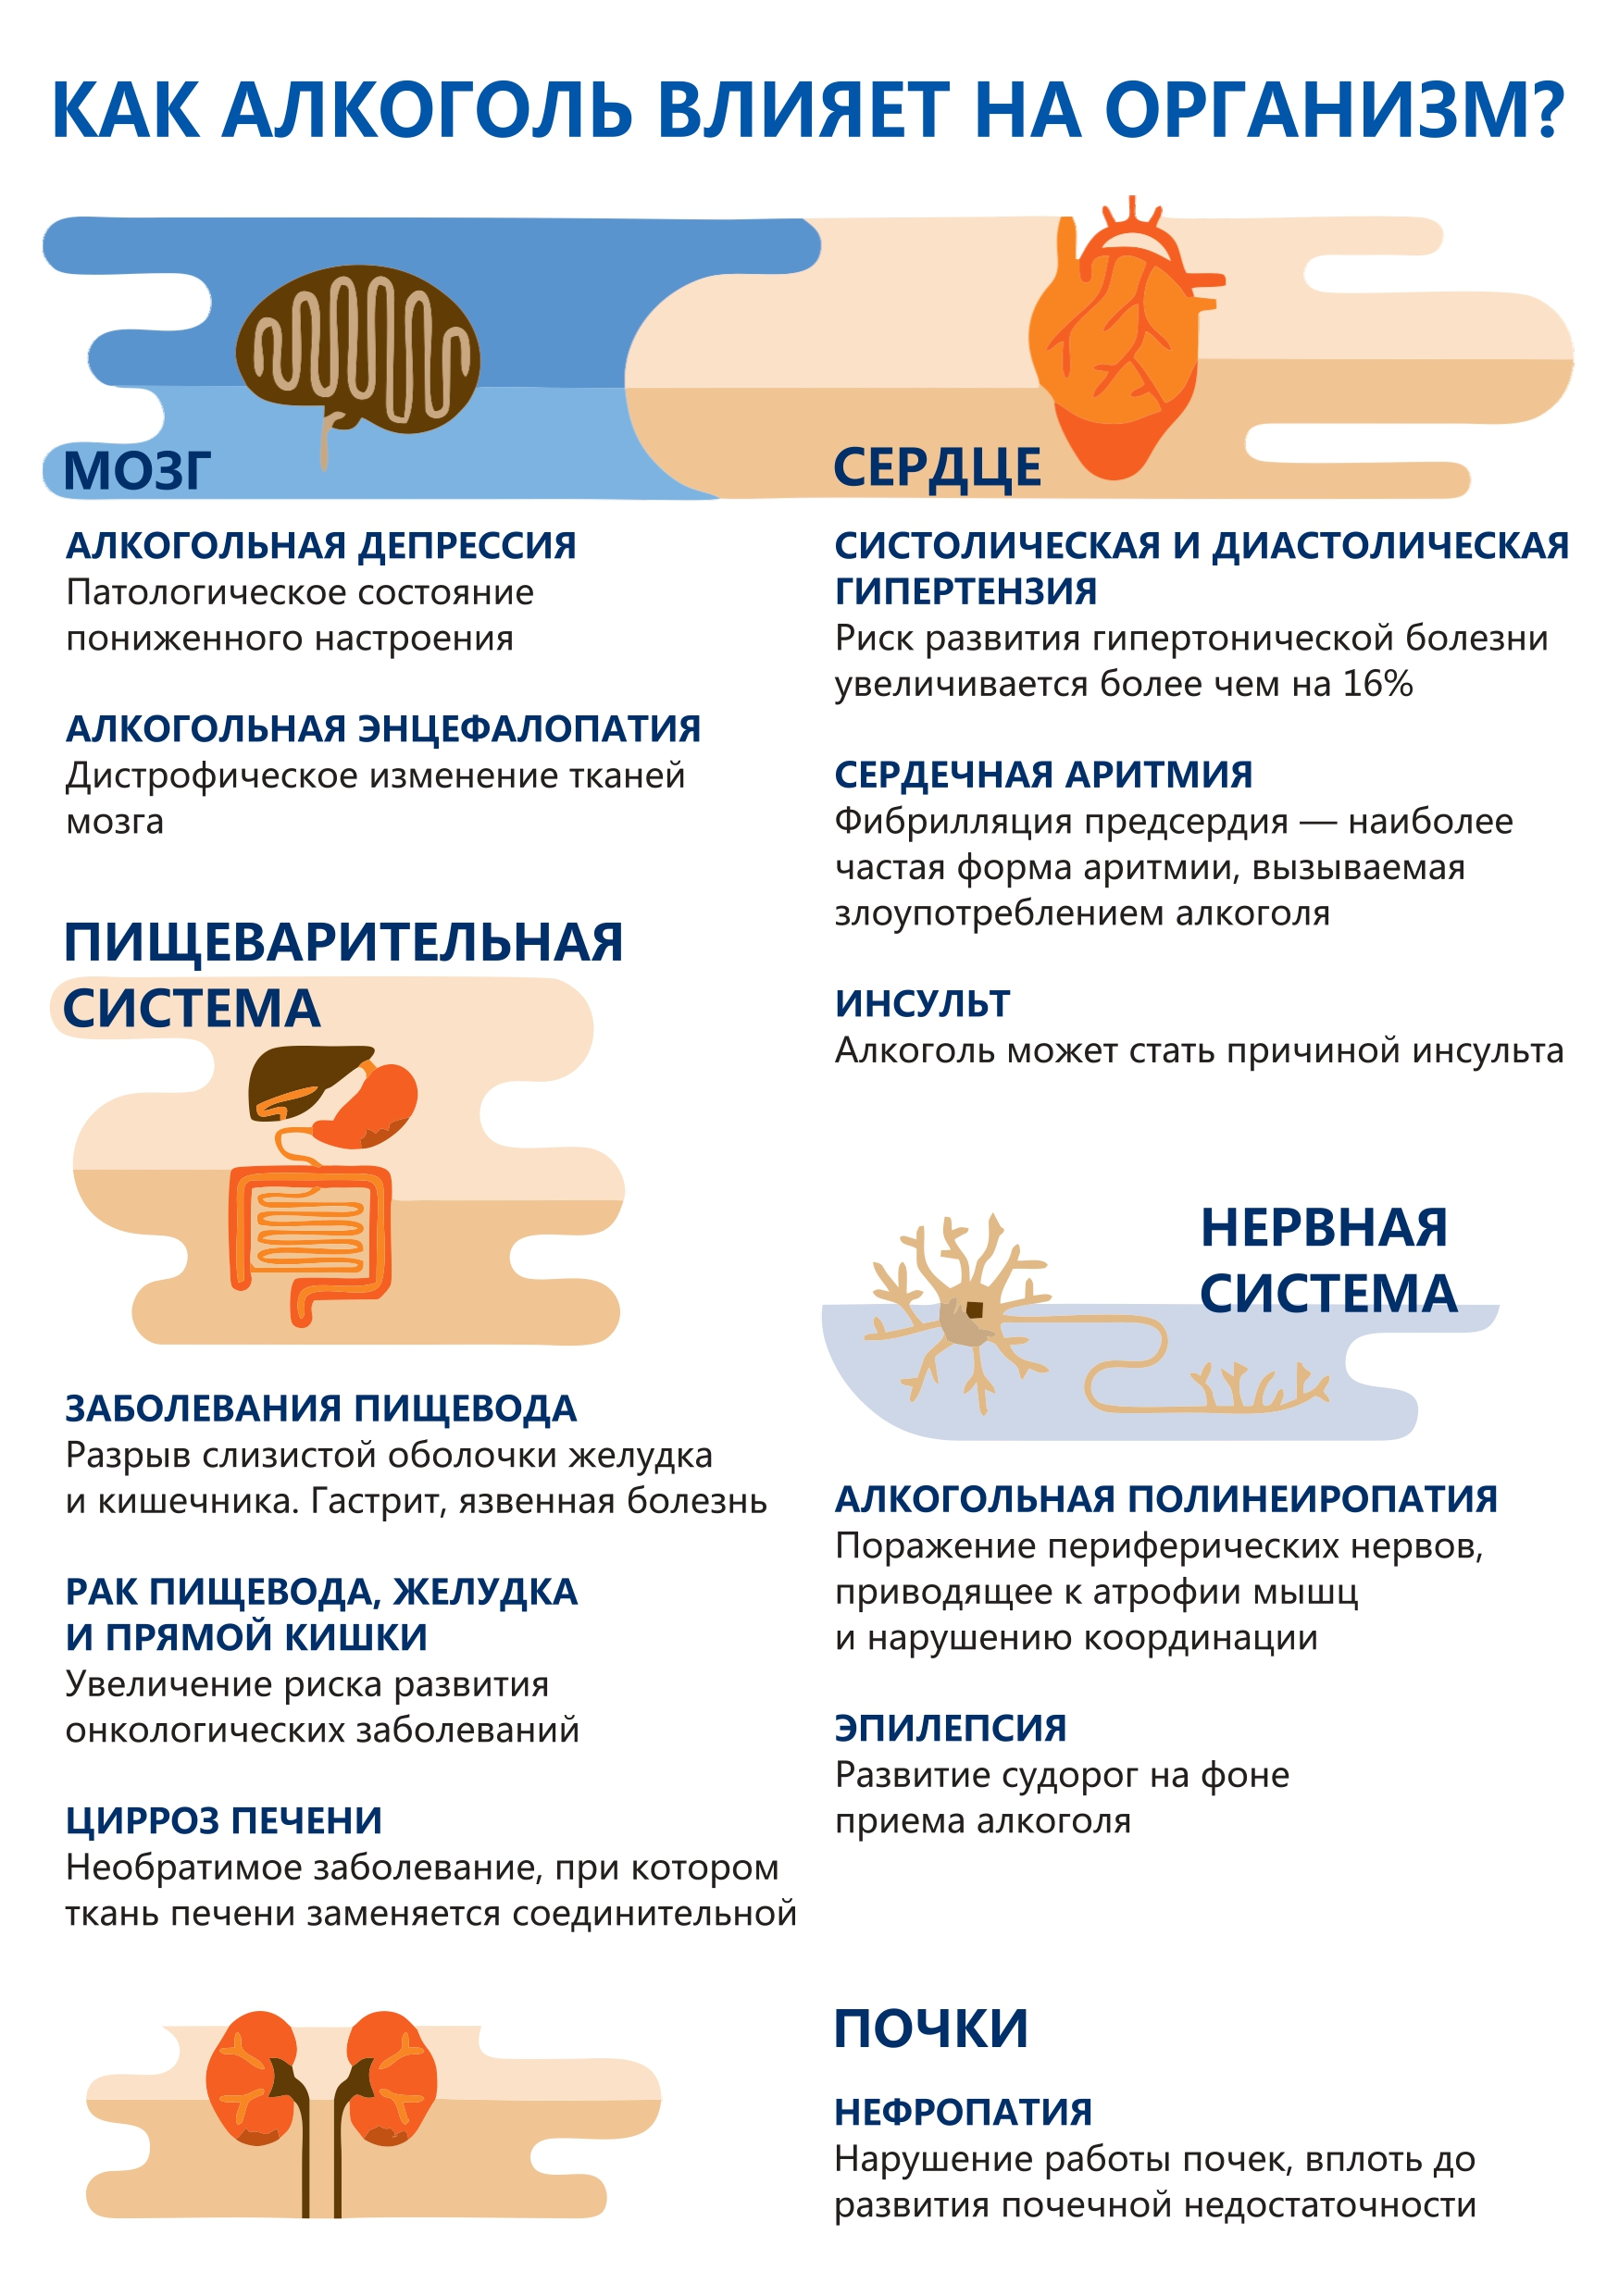 КАК АЛКОГОЛЬ ВЛИЯЕТ НА ОРГАНИЗМ?
МОЗГ
АЛКОГОЛЬНАЯ ДЕПРЕССИЯ
Патологическое состояние
пониженного настроения
АЛКОГОЛЬНАЯ ЭНЦЕФАЛОПАТИЯ
Дистрофическое изменение тканей
мозга
СЕРДЦЕ
СИСТОЛИЧЕСКАЯ И ДИАСТОЛИЧЕСКАЯ
ГИПЕРТЕНЗИЯ
Риск развития гипертонической болезни
увеличивается более чем на 16%
СЕРДЕЧНАЯ АРИТМИЯ
Фибрилляция предсердия — наиболее
частая форма аритмии, вызываемая
злоупотреблением алкоголя
ИНСУЛЬТ
Алкоголь может стать причиной инсульта
ПИЩЕВАРИТЕЛЬНАЯ
СИСТЕМА
ЗАБОЛЕВАНИЯ ПИЩЕВОДА
Разрыв слизистой оболочки желудка
и кишечника. Гастрит, язвенная болезнь
РАК ПИЩЕВОДА, ЖЕЛУДКА
И ПРЯМОЙ КИШКИ
Увеличение риска развития
онкологических заболеваний
ЦИРРОЗ ПЕЧЕНИ
Необратимое заболевание, при котором
ткань печени заменяется соединительной
НЕРВНАЯ
СИСТЕМА
АЛКОГОЛЬНАЯ ПОЛИНЕИРОПАТИЯ
Поражение периферических нервов,
приводящее к атрофии мышц
и нарушению координации
ЭПИЛЕПСИЯ
Развитие судорог на фоне
приема алкоголя
ПОЧКИ
НЕФРОПАТИЯ
Нарушение работы почек, вплоть до
развития почечной недостаточности